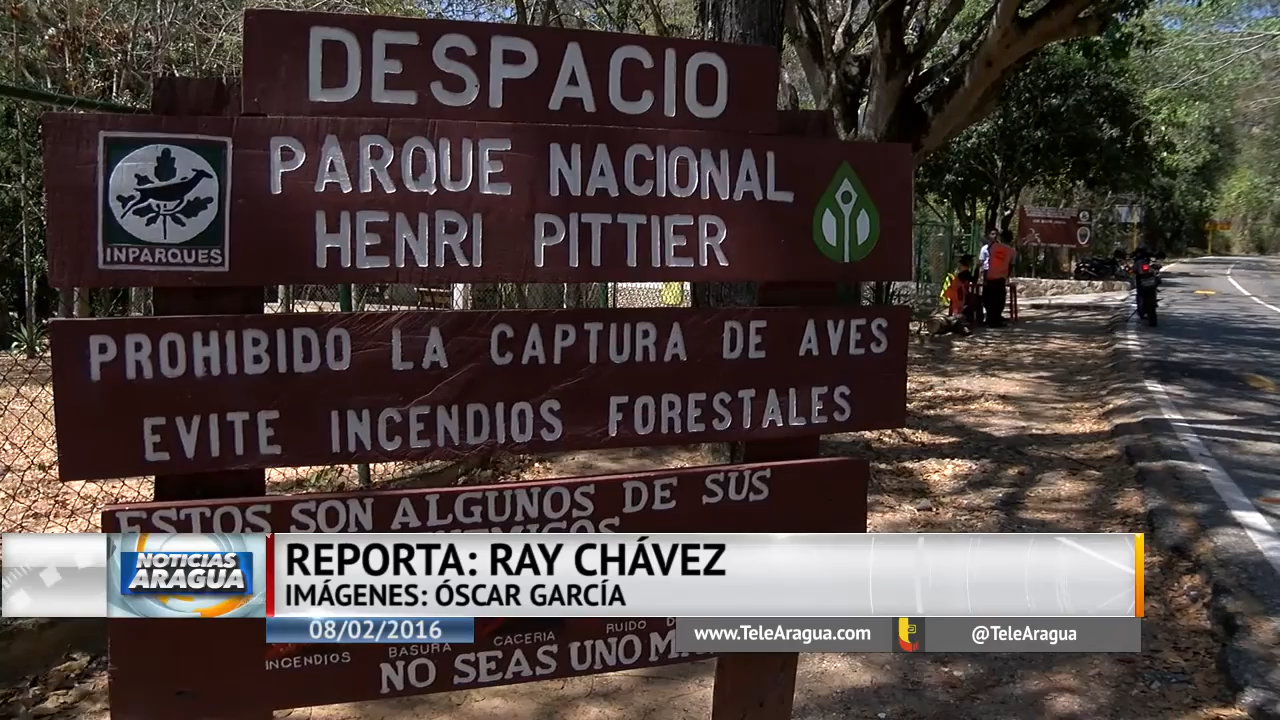 DESPACIO
PARQUE NACIONAL
HENRI PITTIER
INPARQUES
PROHIBIDO LA CAPTURA DE AVES
EVITE INCENDIOS FORESTALES
ESTOS SON ALGUNOS DE SUS
ENEMIGOS
NOTICIAS
ARAGUA
REPORTA: RAY CHÁVEZ
IMÁGENES: ÓSCAR GARCÍA
08/02/2016
www.TeleAragua.com
@TeleAragua
INCENDIOS BASURA CACERIA RUIDO
NO SEAS UNO